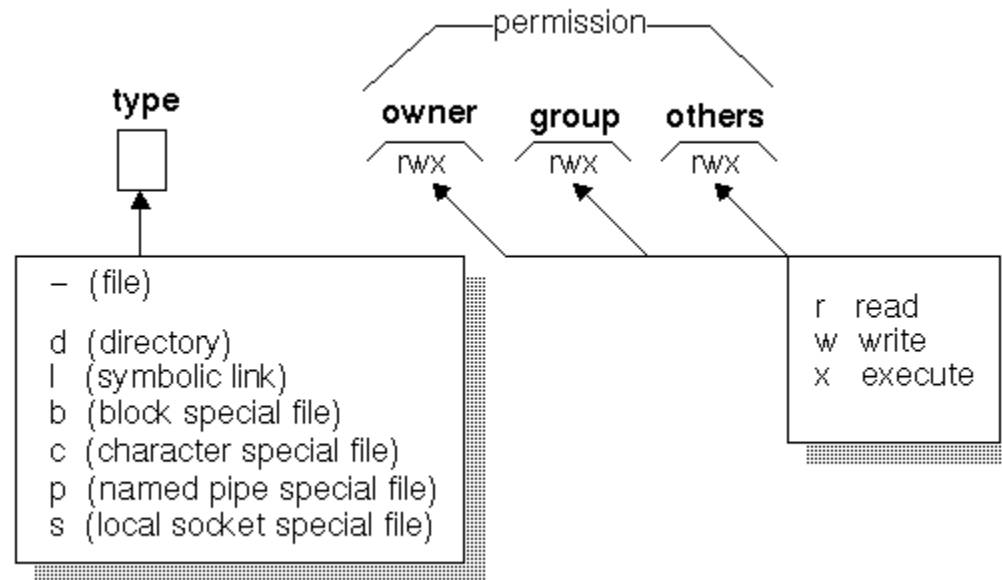 permission
type
owner group others
rwx rwx rwx
– (file)
d (directory)
l (symbolic link)
b (block special file)
c (character special file)
p (named pipe special file)
s (local socket special file)
r read
w write
x execute